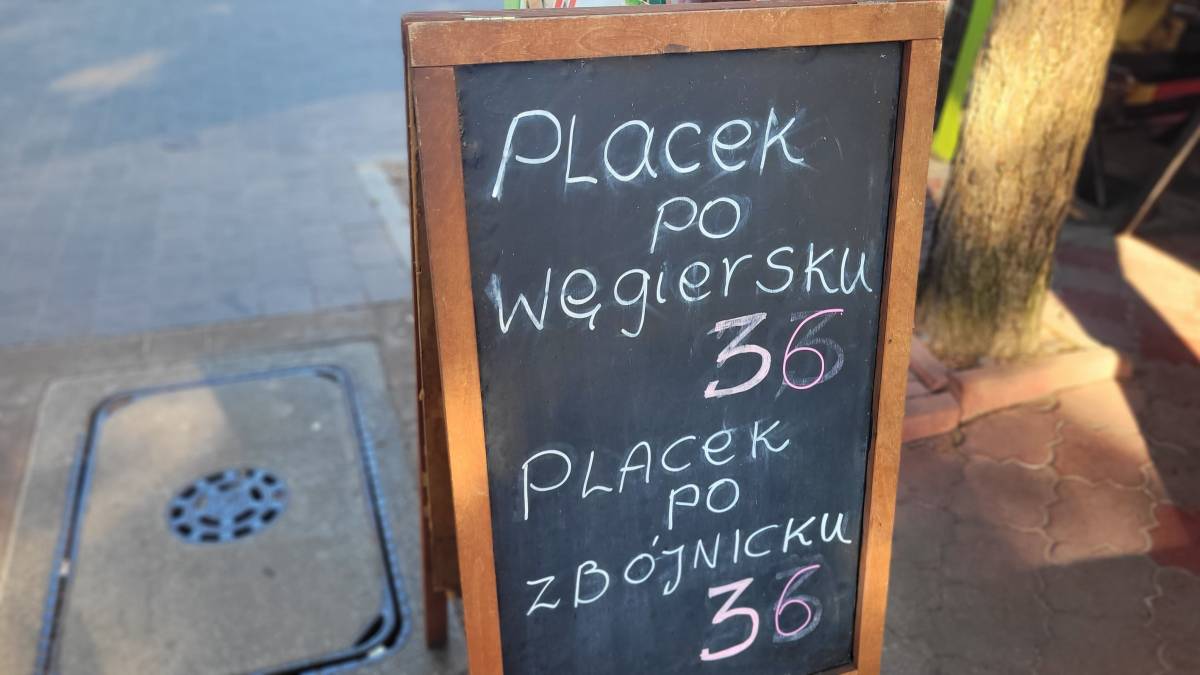 Placek
po
Węgiersku
36
Placek
po
Zbójnicku
36